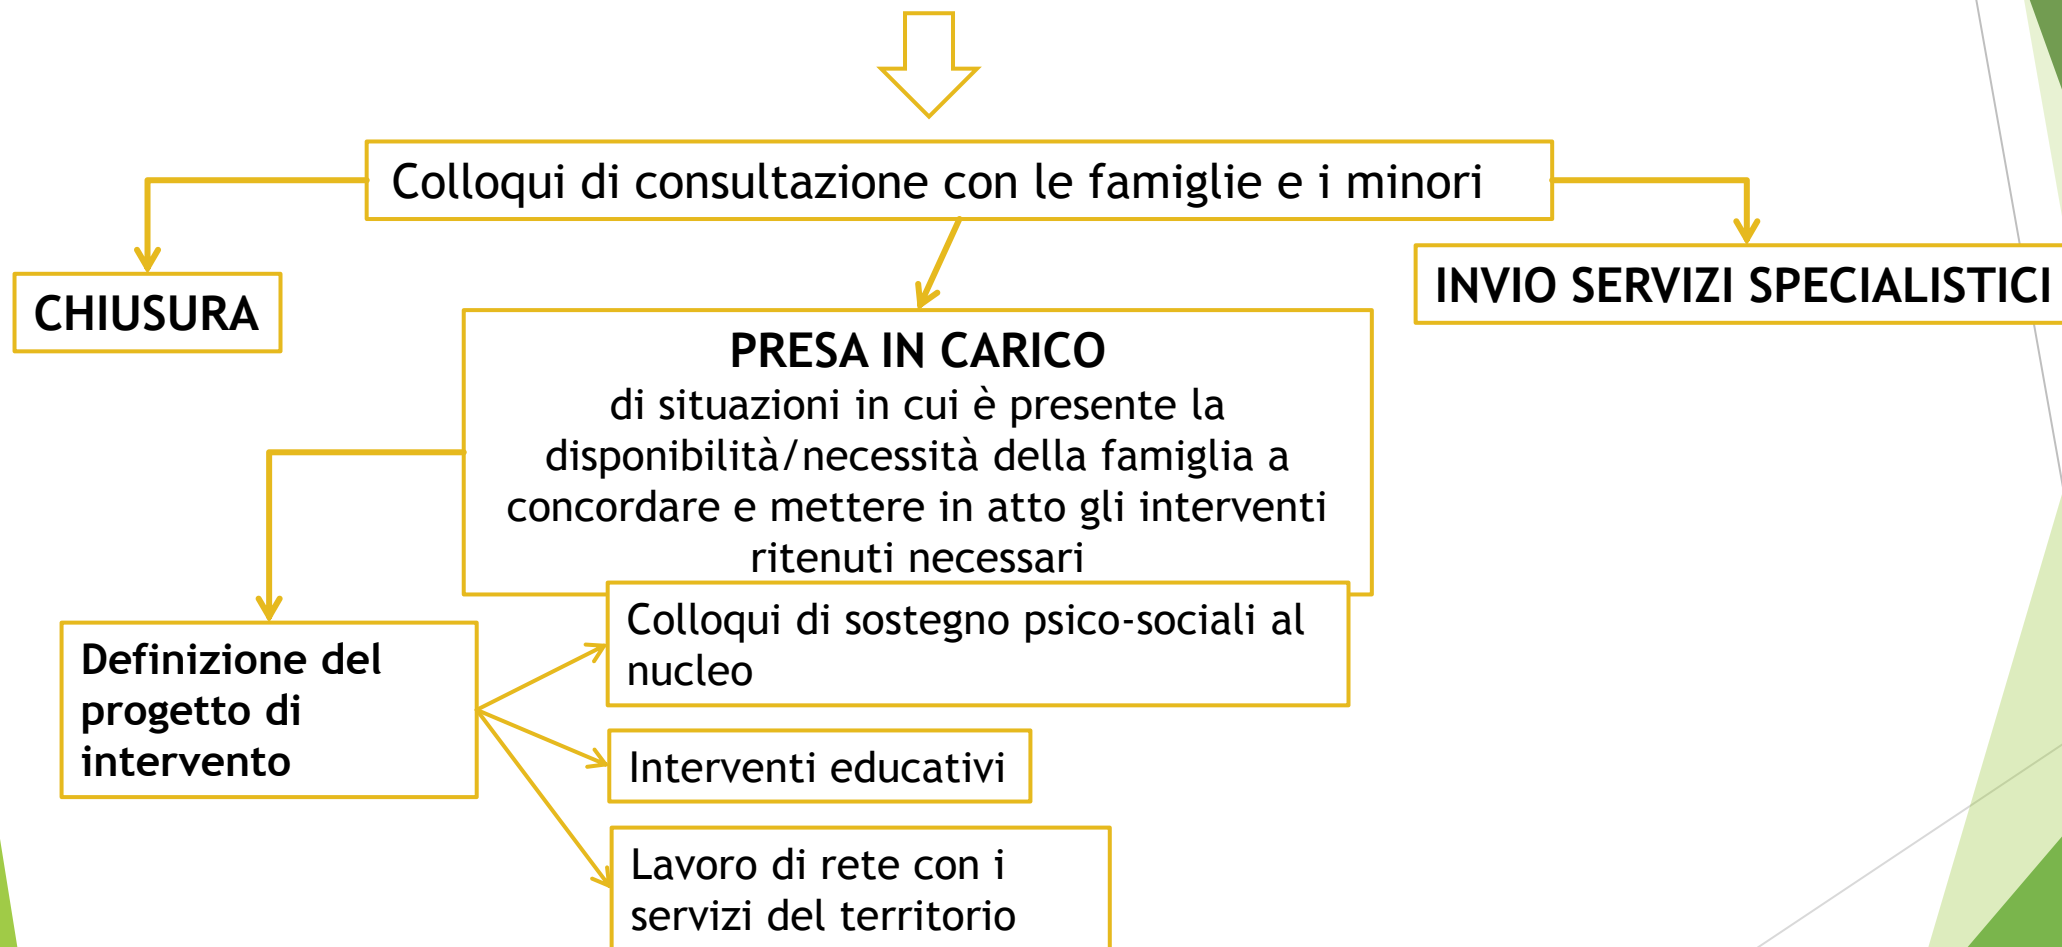 Colloqui di consultazione con le famiglie e i minori
CHIUSURA
INVIO SERVIZI SPECIALISTICI
PRESA IN CARICO
di situazioni in cui è presente la
disponibilità/necessità della famiglia a
concordare e mettere in atto gli interventi
ritenuti necessari
Definizione del
progetto di
intervento
Colloqui di sostegno psico-sociali al
nucleo
Interventi educativi
Lavoro di rete con i
servizi del territorio